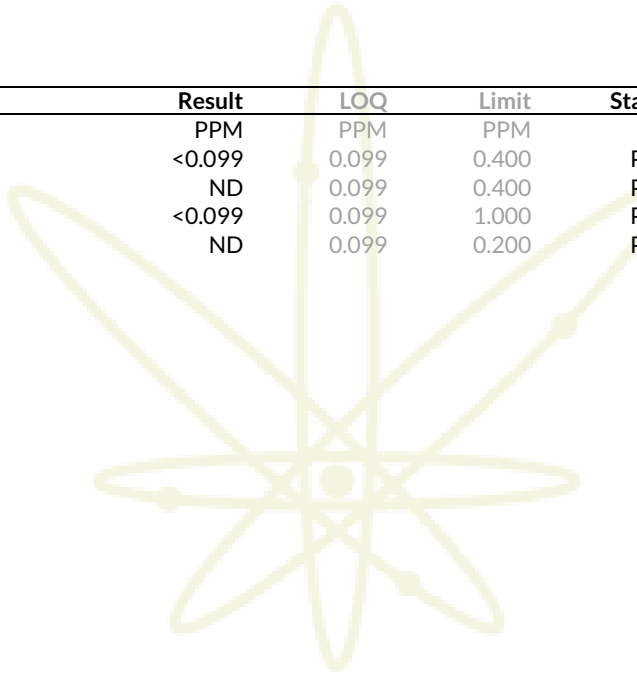 Result LOQ Limit Sta
PPM PPM PPM
<0.099 0.099 0.400 P
ND 0.099 0.400 P
<0.099 0.099 1.000 P
ND 0.099 0.200 P